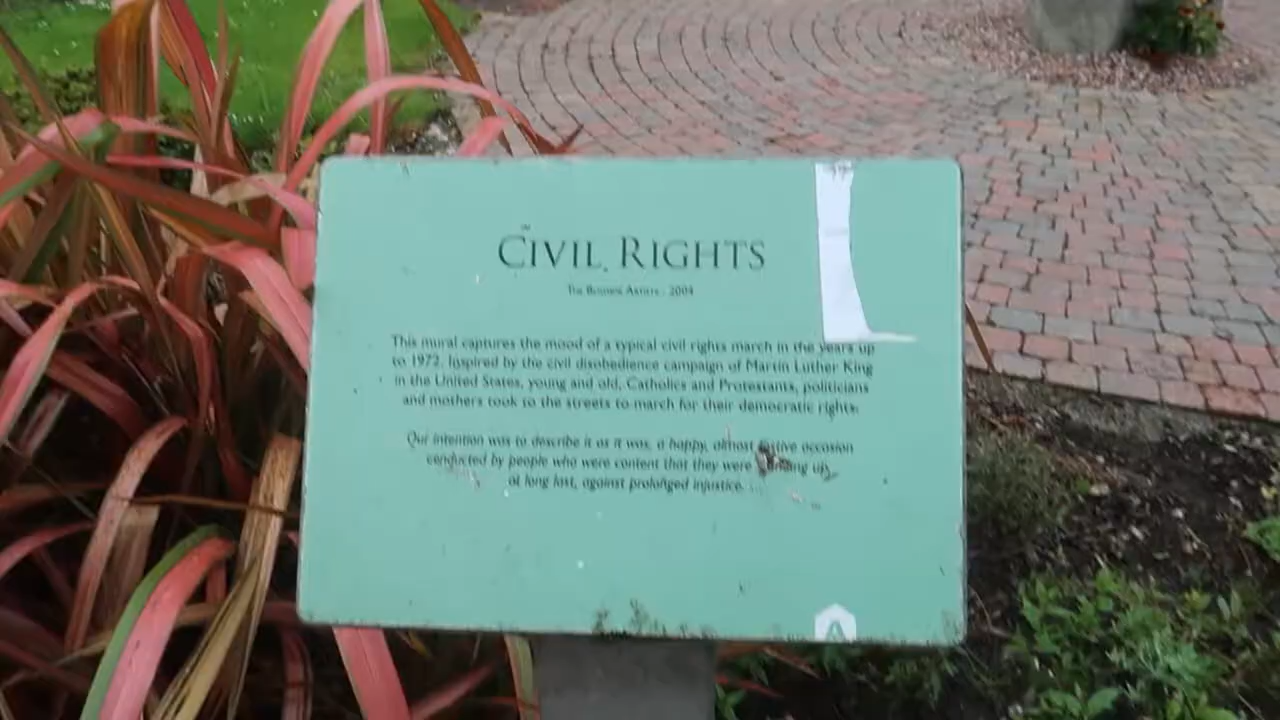 CIVIL RIGHTS
The Bogside Artists . 2004
This mural captures the mood of a typical civil rights march in the years up
to 1972. Inspired by the civil disobedience campaign of Martin Luther King
in the United States, young and old, Catholics and Protestants, politicians
and mothers took to the streets to march for their democratic rights.
Our intention was to describe it as it was, a happy, almost festive occasion
conducted by people who were content that they were up,
at long last, against prolonged injustice.
A